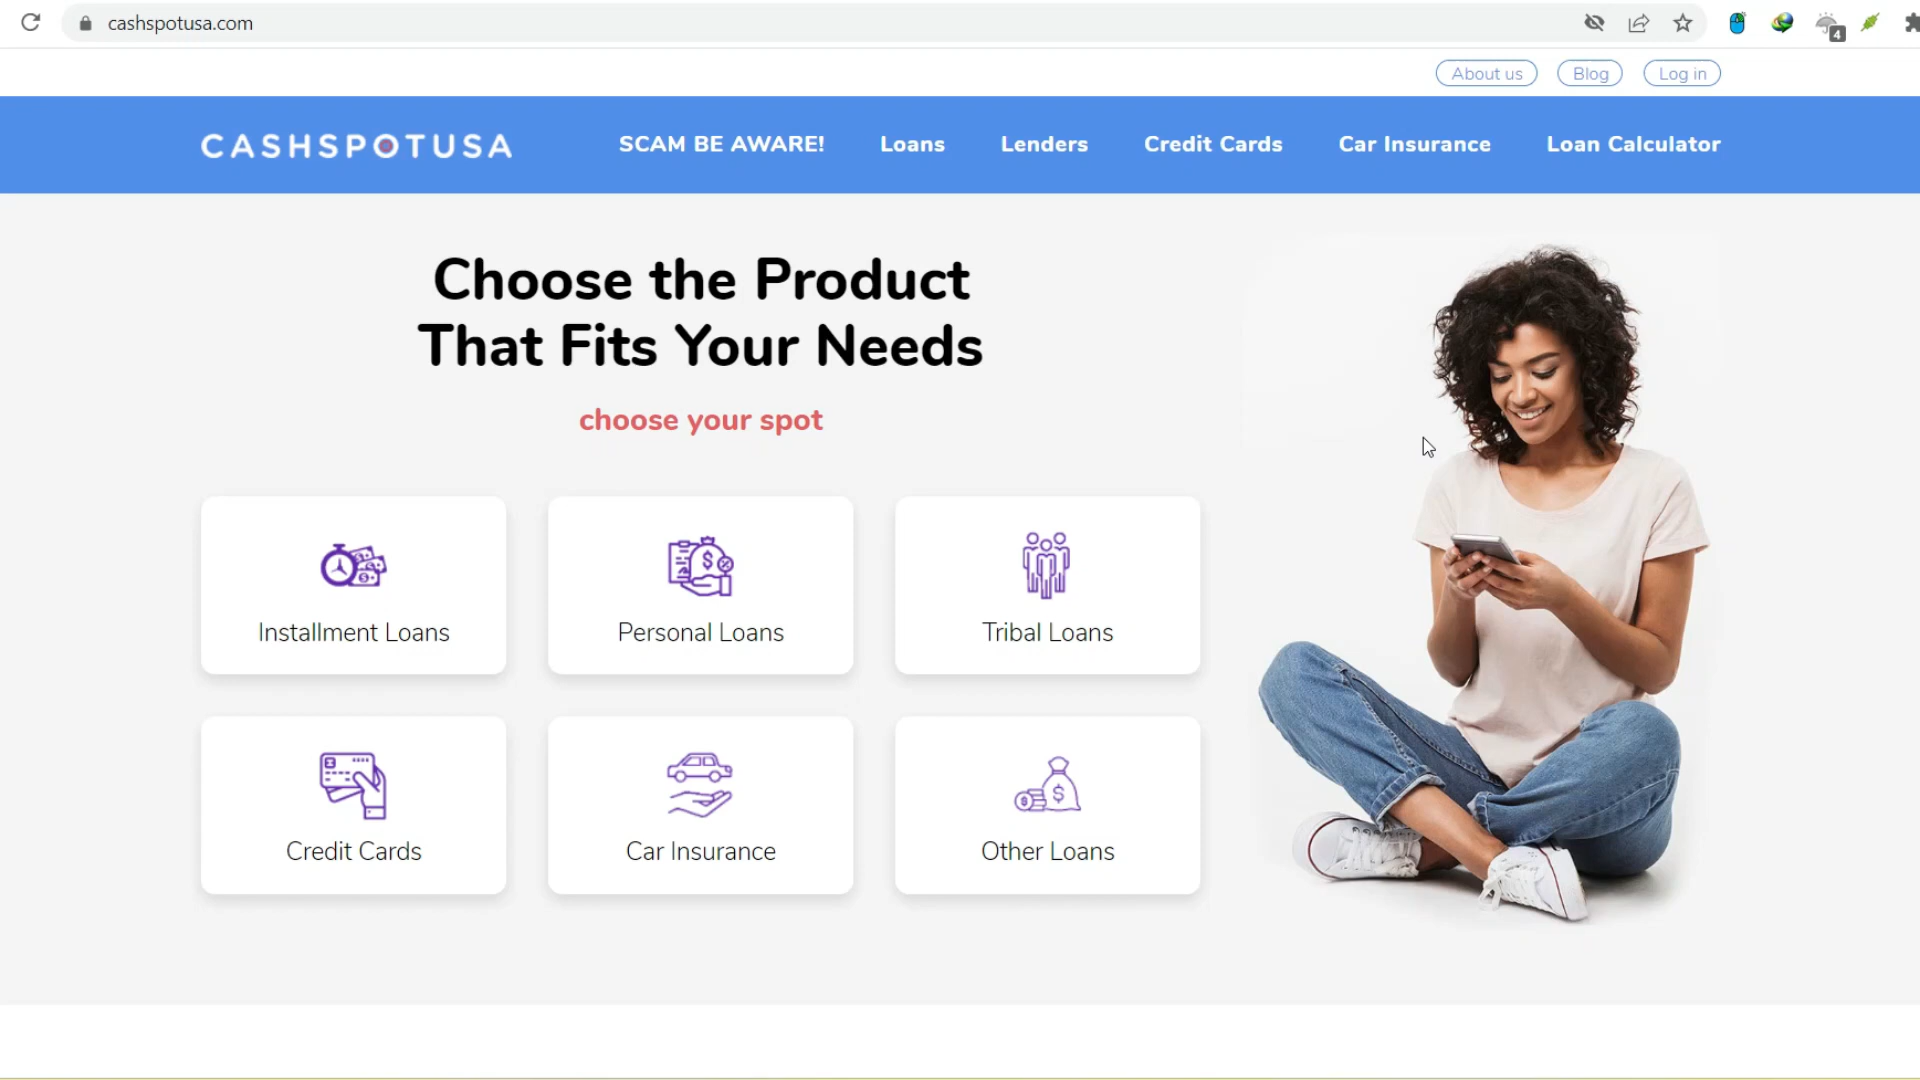 cashspotusa.com
4
About us
Blog
Log in
CASHSPOTUSA
SCAM BE AWARE!
Loans
Lenders
Credit Cards
Car Insurance
Loan Calculator
Choose the Product
That Fits Your Needs
choose your spot
Installment Loans
Personal Loans
Tribal Loans
Credit Cards
Car Insurance
Other Loans